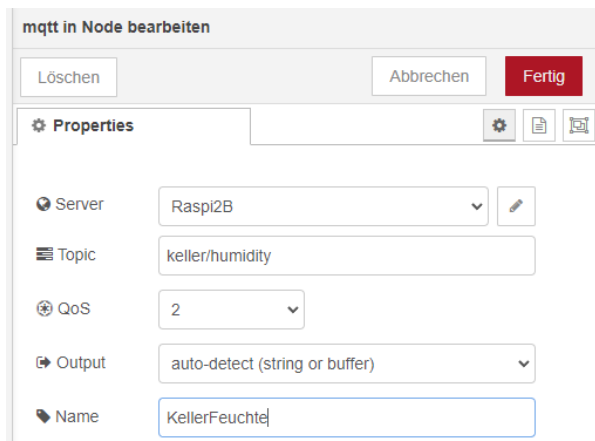 mqtt in Node bearbeiten
Löschen Abbrechen Fertig
Properties
Server Raspi2B
Topic keller/humidity
QoS 2
Output auto-detect (string or buffer)
Name KellerFeuchte